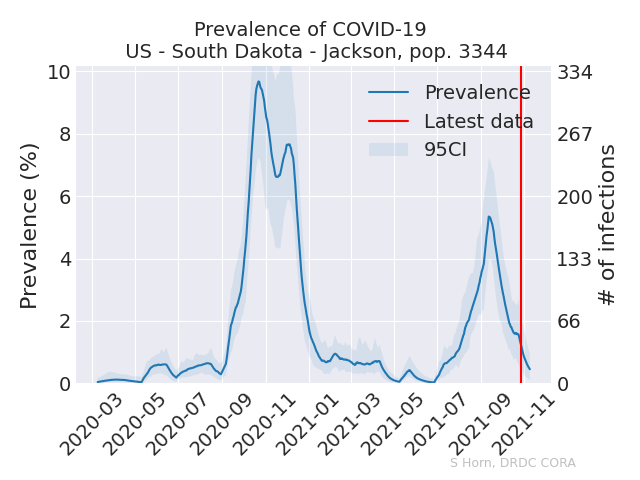 Prevalence of COVID-19
US - South Dakota - Jackson, pop. 3344
Prevalence (%)
10
8
6
4
2
0
334
267
200
133
66
0
# of infections
Prevalence
Latest data
95CI
2020-03
2020-05
2020-07
2020-09
2020-11
2021-01
2021-03
2021-05
2021-07
2021-09
2021-11
S Horn, DRDC CORA